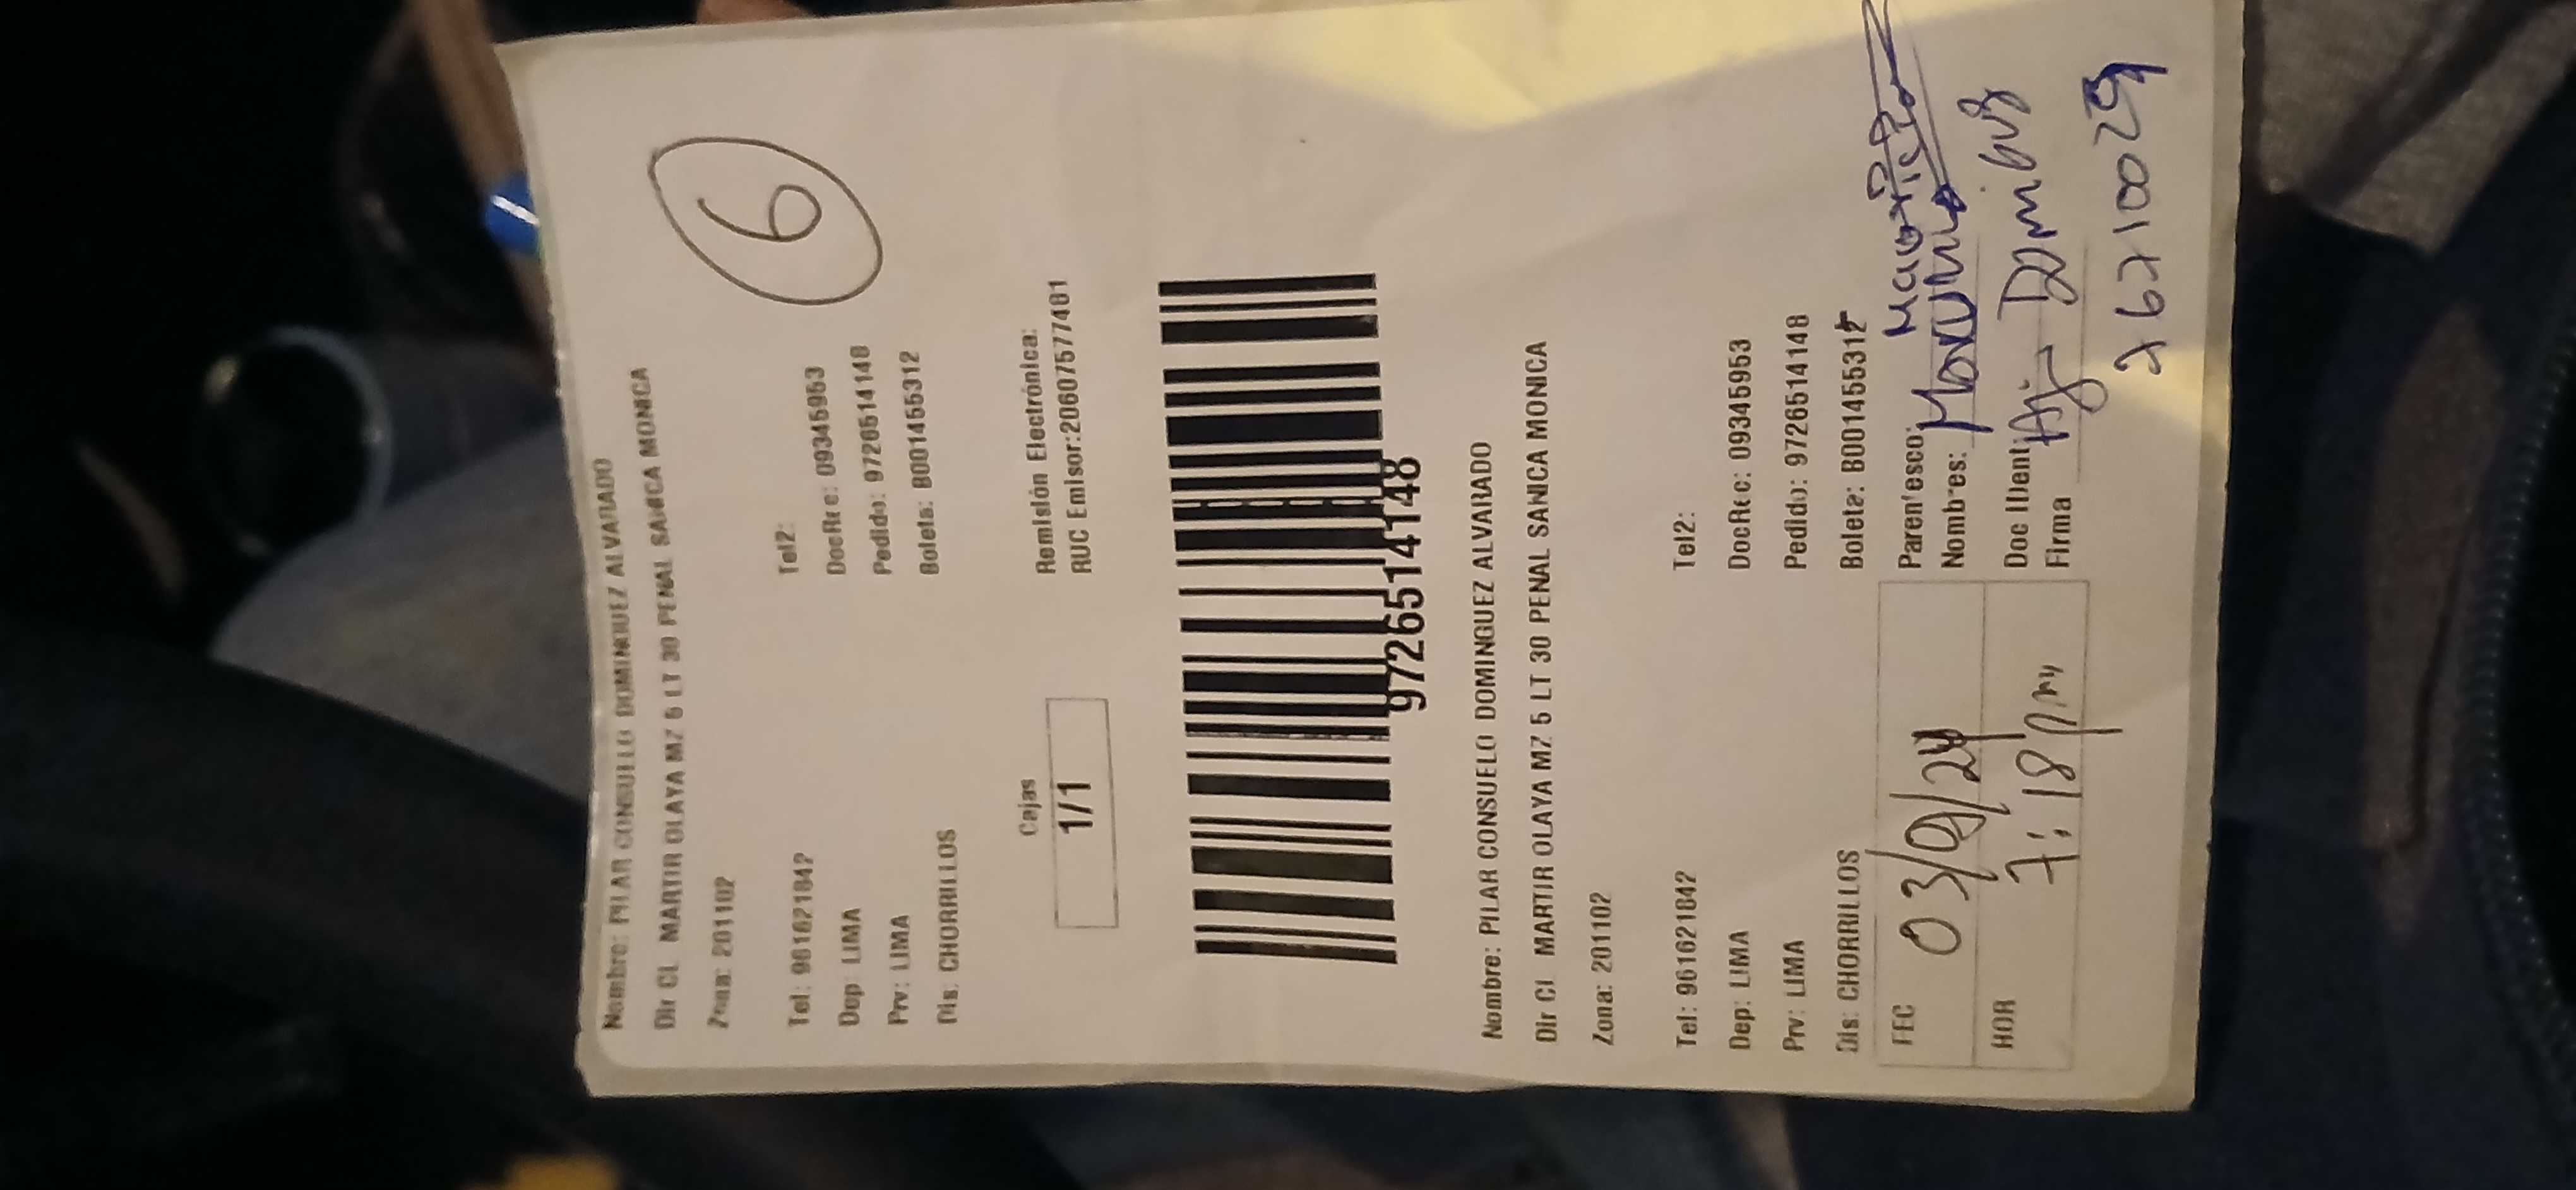 Nombre: PILAR CONSUELO DOMINGUEZ ALVARADO
Dir CL MARTIR OLAYA MZ 5 LT 30 PENAL SANCA MONICA
Zona: 201102
Tel: 961621842 Tel2:
Dep: LIMA DocRec: 09345953
Prv: LIMA Pedido: 9726514148
Dis: CHORRILLOS Boleta: B001455312
6
Cajas
1/1
Remisión Electrónica:
RUC Emisor:20607577401
9726514148
Nombre: PILAR CONSUELO DOMINGUEZ ALVARADO
Dir CL MARTIR OLAYA MZ 5 LT 30 PENAL SANCA MONICA
Zona: 201102
Tel: 961621842 Tel2:
Dep: LIMA DocRec: 09345953
Prv: LIMA Pedido: 9726514148
Dis: CHORRILLOS Boleta: B001455312
FEC 03/9/24 Parentesco:
Nombres:
HOR 7:18 pm Doc IDent:
Firma
76210029